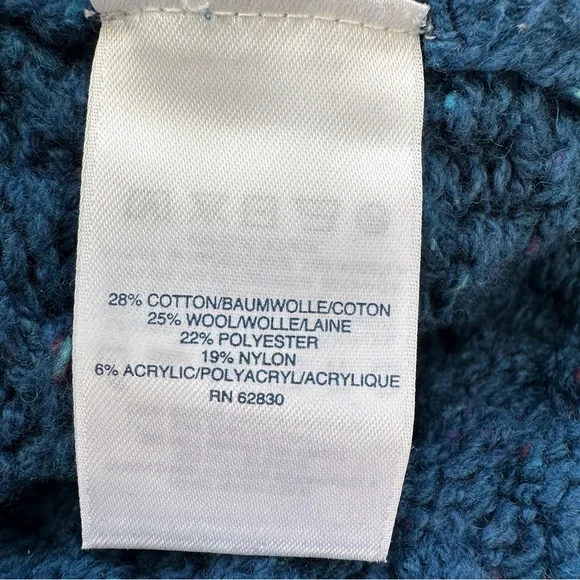 28% COTTON/BAUMWOLLE/COTON
25% WOOL/WOLLE/LAINE
22% POLYESTER
19% NYLON
6% ACRYLIC/POLYACRYL/ACRYLIQUE
RN 62830